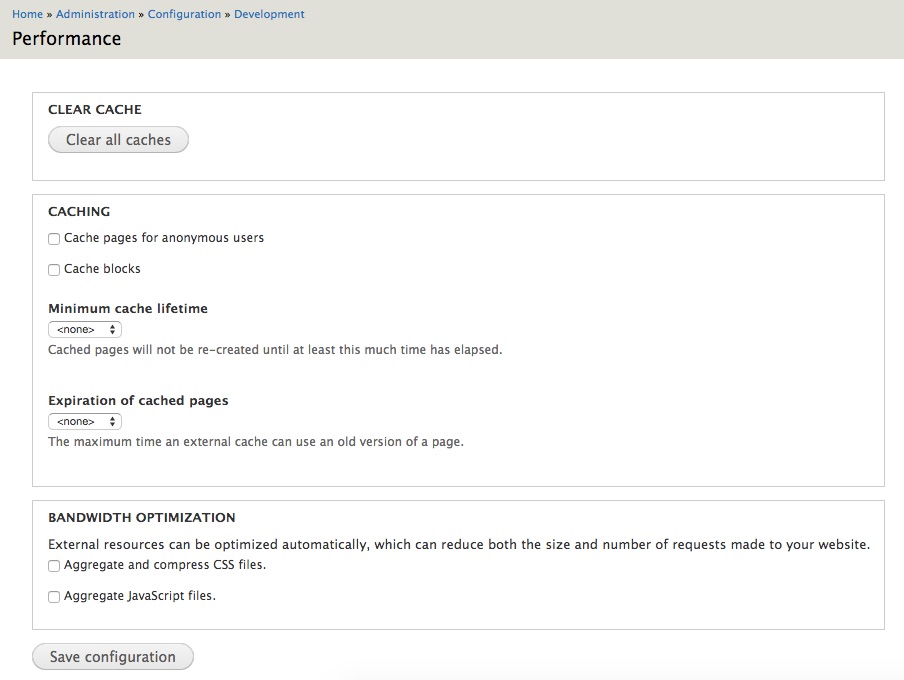 Home » Administration » Configuration » Development
Performance
CLEAR CACHE
Clear all caches
CACHING
Cache pages for anonymous users
Cache blocks
Minimum cache lifetime
<none>
Cached pages will not be re-created until at least this much time has elapsed.
Expiration of cached pages
<none>
The maximum time an external cache can use an old version of a page.
BANDWIDTH OPTIMIZATION
External resources can be optimized automatically, which can reduce both the size and number of requests made to your website.
Aggregate and compress CSS files.
Aggregate JavaScript files.
Save configuration